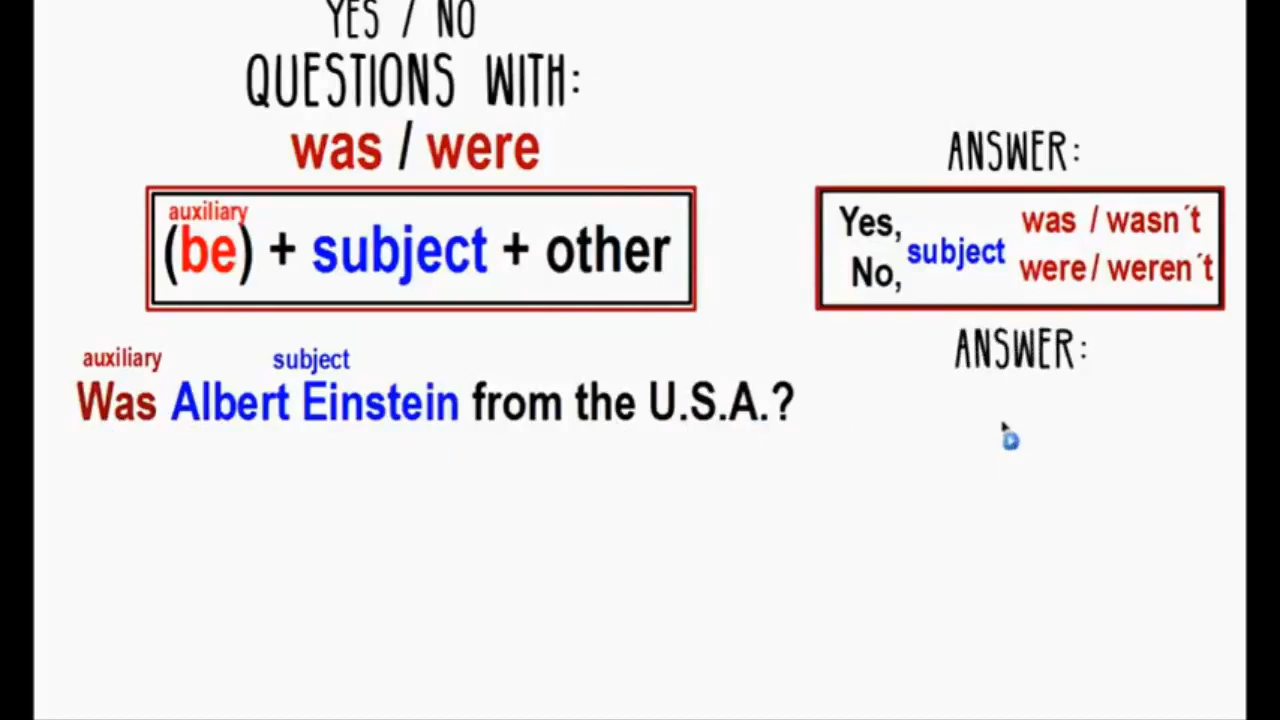 YES / NO
QUESTIONS WITH:
was / were
auxiliary
(be) + subject + other
ANSWER:
Yes, was / wasn´t
subject
No, were / weren´t
ANSWER:
auxiliary subject
Was Albert Einstein from the U.S.A.?